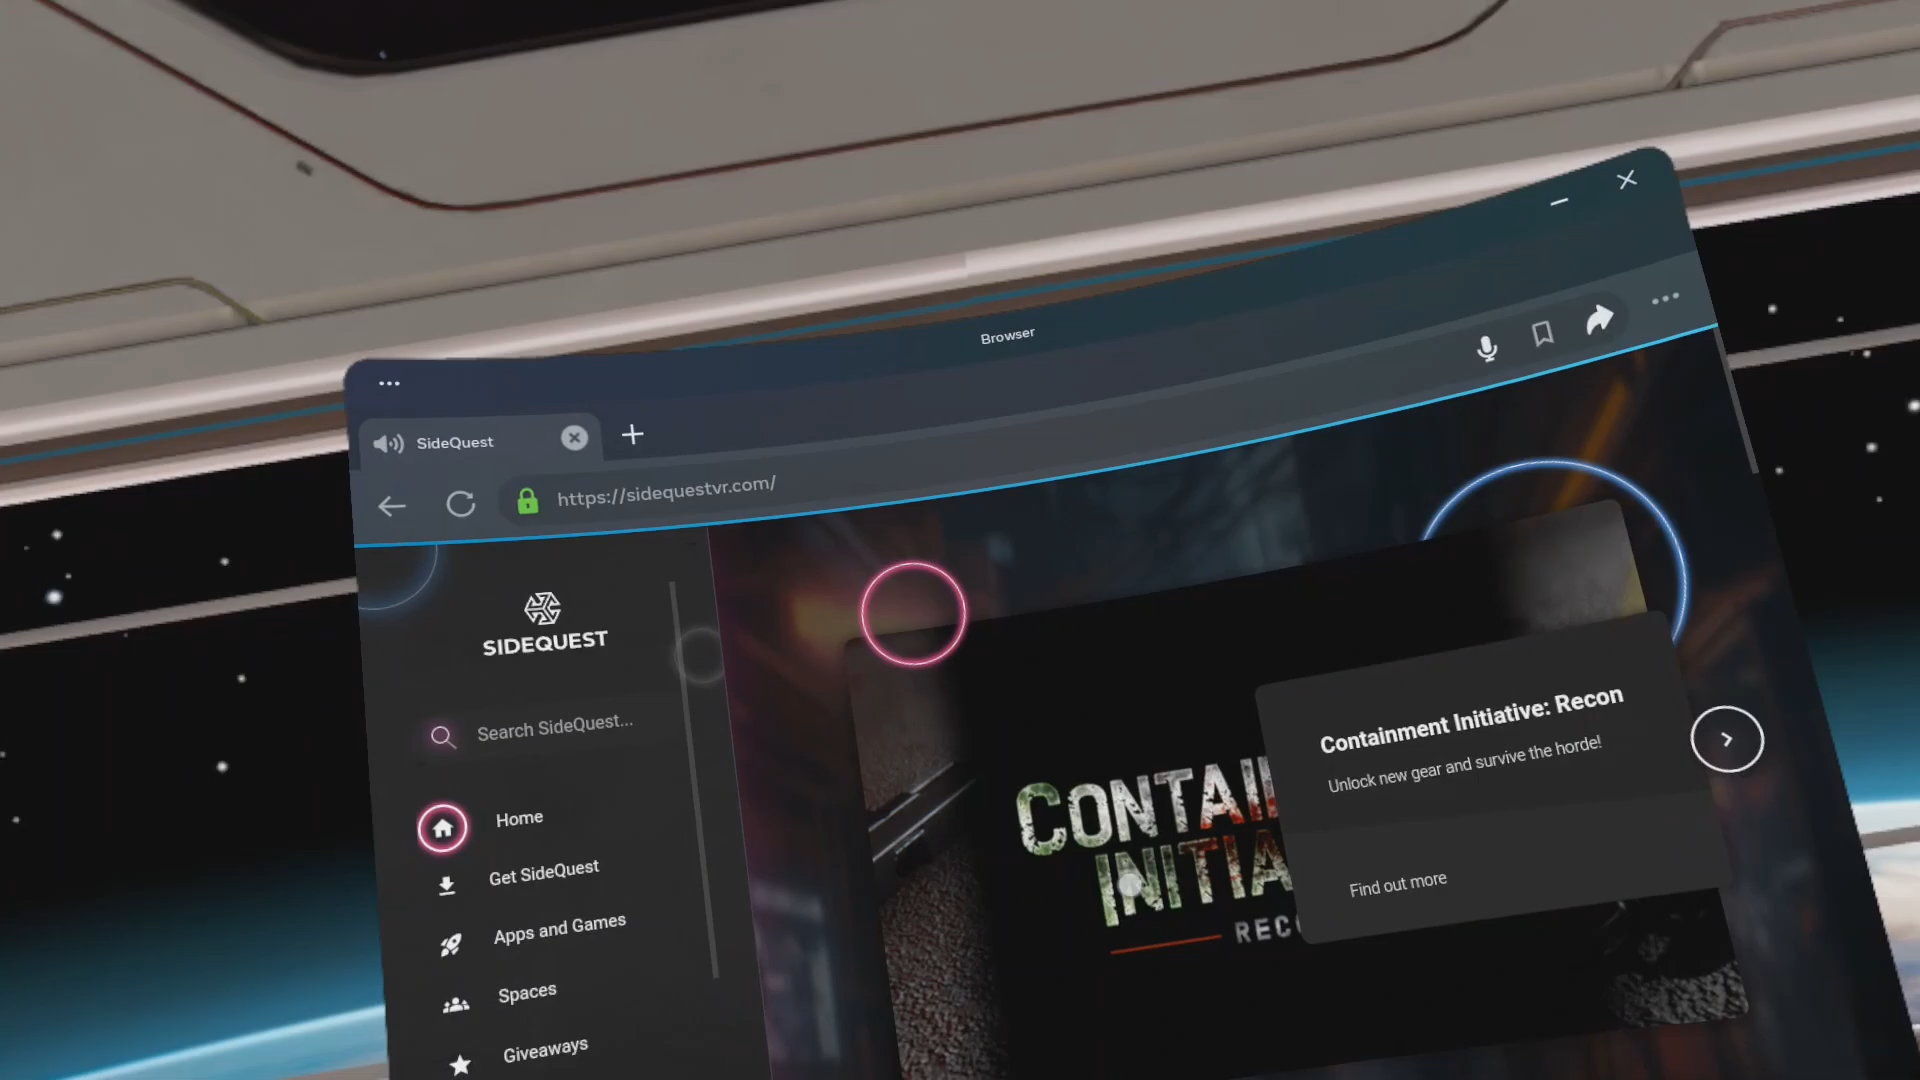 Browser
SideQuest
https://sidequestvr.com/
SIDEQUEST
Search SideQuest...
Home
Get SideQuest
Apps and Games
Spaces
Giveaways
CONTAI
INITIA
RECO
Containment Initiative: Recon
Unlock new gear and survive the horde!
Find out more